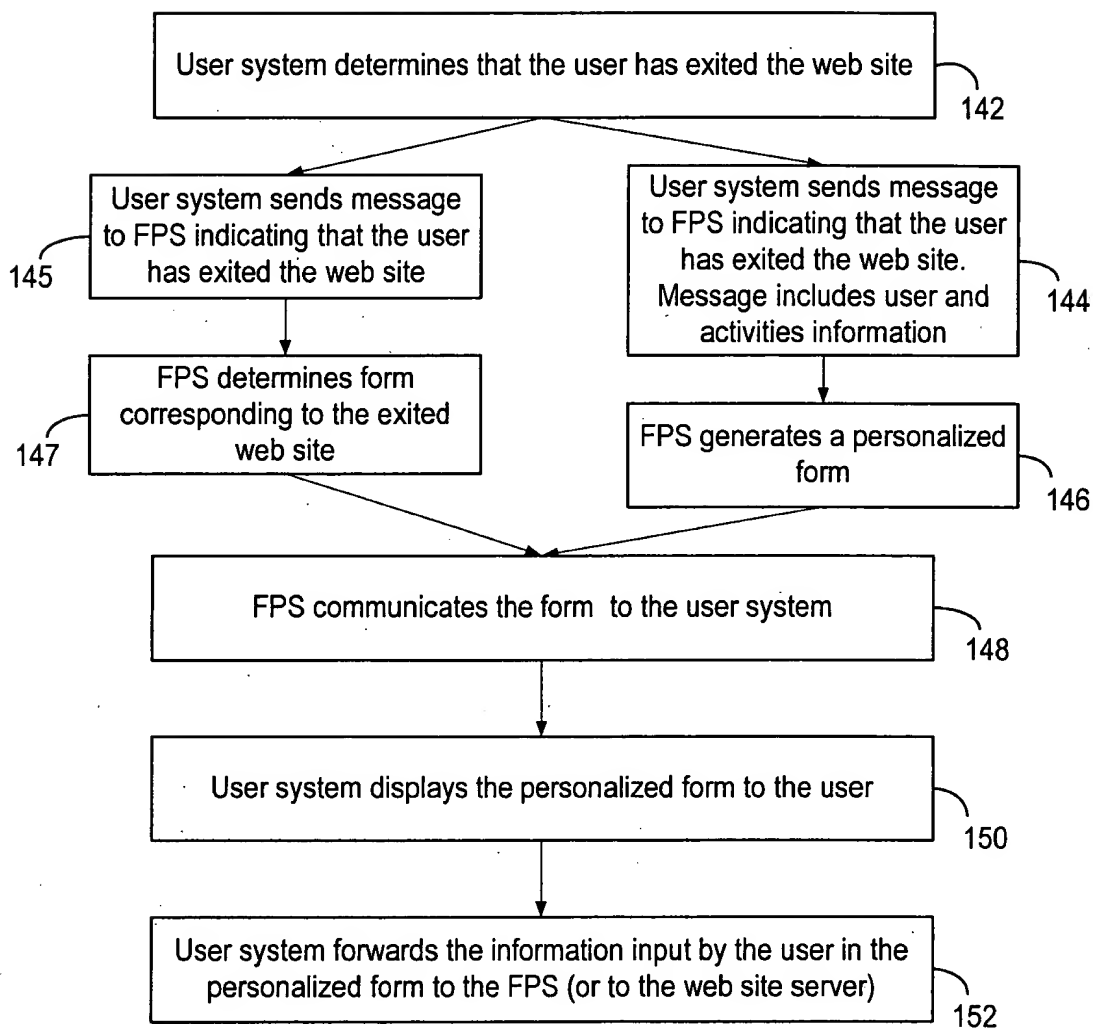 User system determines that the user has exited the web site
142
User system sends message
to FPS indicating that the user
has exited the web site
145
User system sends message
to FPS indicating that the user
has exited the web site.
Message includes user and
activities information
144
FPS determines form
corresponding to the exited
web site
147
FPS generates a personalized
form
146
FPS communicates the form to the user system
148
User system displays the personalized form to the user
150
User system forwards the information input by the user in the
personalized form to the FPS (or to the web site server)
152